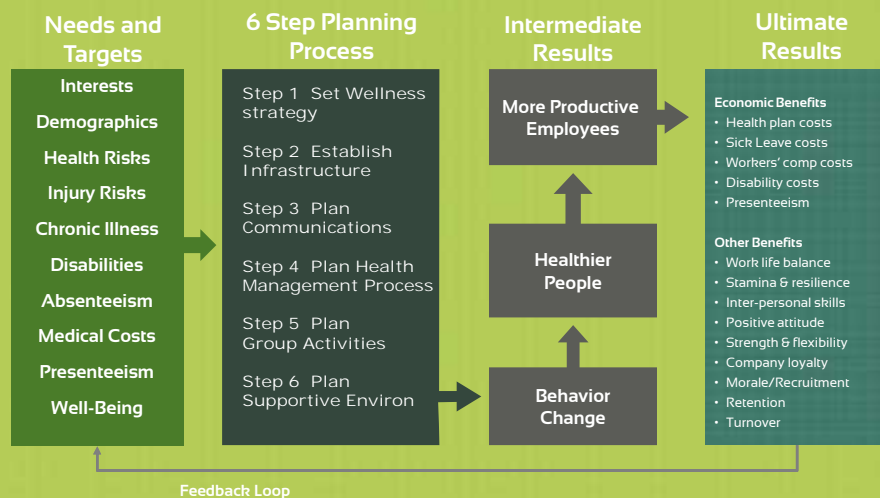 Needs and
Targets
Interests
Demographics
Health Risks
Injury Risks
Chronic Illness
Disabilities
Absenteeism
Medical Costs
Presenteeism
Well-Being
6 Step Planning
Process
Step 1 Set Wellness
strategy
Step 2 Establish
Infrastructure
Step 3 Plan
Communications
Step 4 Plan Health
Management Process
Step 5 Plan
Group Activities
Step 6 Plan
Supportive Environ
Intermediate
Results
More Productive
Employees
Healthier
People
Behavior
Change
Ultimate
Results
Economic Benefits
• Health plan costs
• Sick Leave costs
• Workers' comp costs
• Disability costs
• Presenteeism
Other Benefits
• Work life balance
• Stamina & resilience
• Inter-personal skills
• Positive attitude
• Strength & flexibility
• Company loyalty
• Morale/Recruitment
• Retention
• Turnover
Feedback Loop